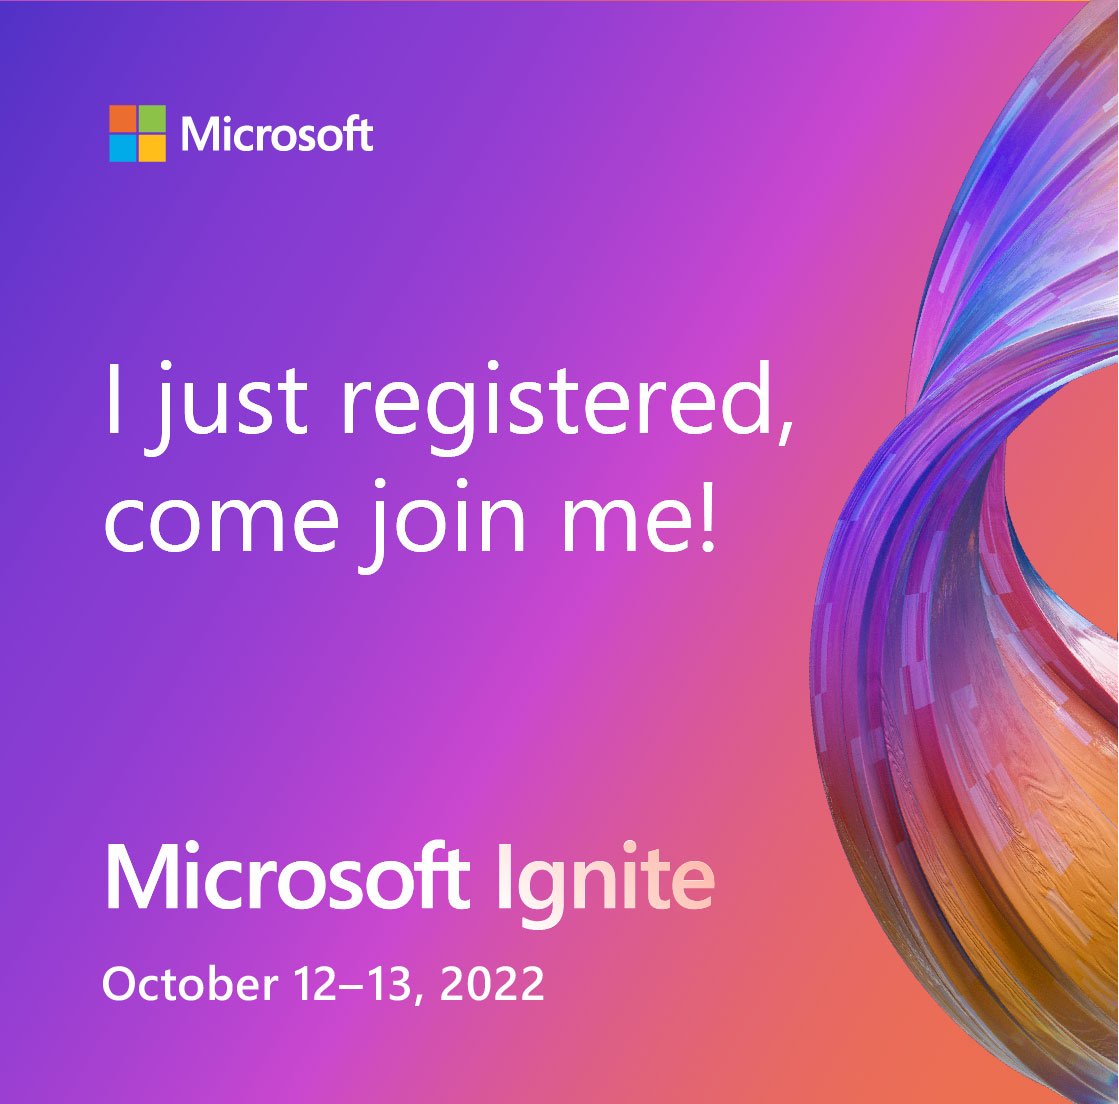 Microsoft
I just registered,
come join me!
Microsoft Ignite
October 12–13, 2022